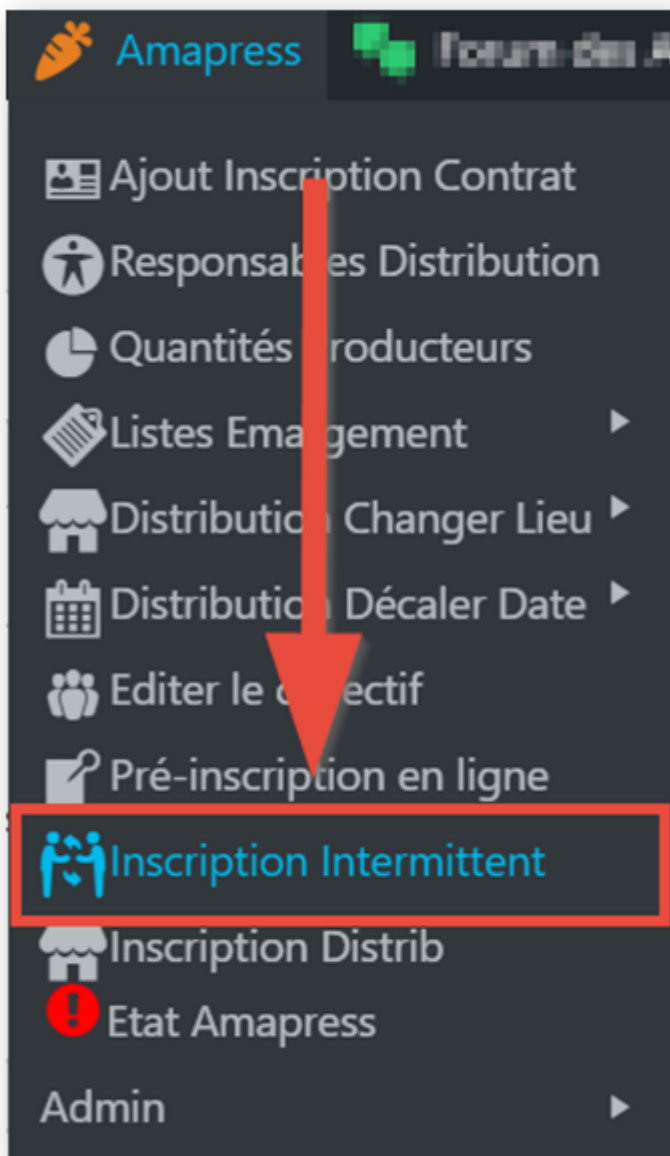 Amapress
Ajout Inscription Contrat
Responsables Distribution
Quantités Producteurs
Listes Emargement
Distribution Changer Lieu
Distribution Décaler Date
Editer le collectif
Pré-inscription en ligne
Inscription Intermittent
Inscription Distrib
Etat Amapress
Admin